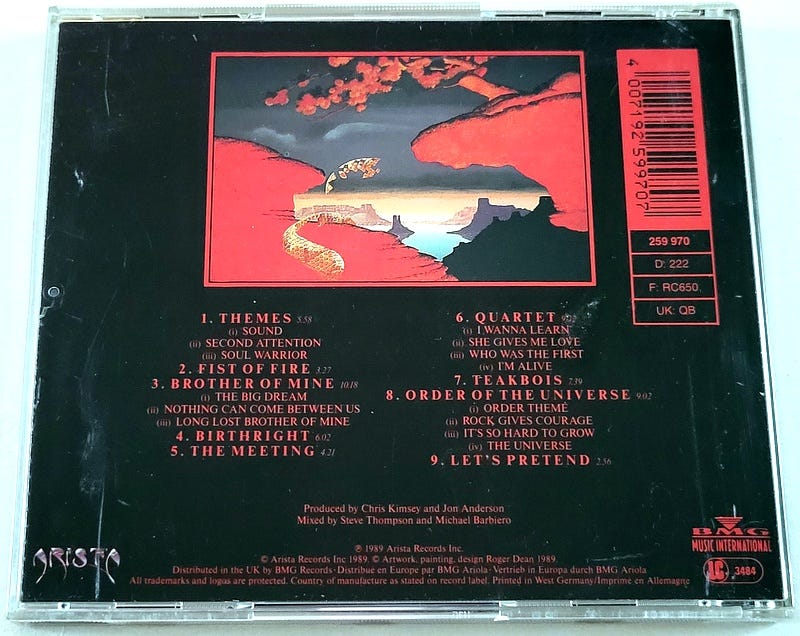 4 007192 599707
259 970
D: 222
F: RC650
UK: QB
1. THEMES 5.58
(i) SOUND
(ii) SECOND ATTENTION
(iii) SOUL WARRIOR
2. FIST OF FIRE 3.27
3. BROTHER OF MINE 10.18
(i) THE BIG DREAM
(ii) NOTHING CAN COME BETWEEN US
(iii) LONG LOST BROTHER OF MINE
4. BIRTHRIGHT 6.02
5. THE MEETING 4.21
6. QUARTET
(i) I WANNA LEARN
(ii) SHE GIVES ME LOVE
(iii) WHO WAS THE FIRST
(iv) I'M ALIVE
7. TEAKBOIS 7.39
8. ORDER OF THE UNIVERSE 9.02
(i) ORDER THEME
(ii) ROCK GIVES COURAGE
(iii) IT'S SO HARD TO GROW
(iv) THE UNIVERSE
9. LET'S PRETEND 2.56
Produced by Chris Kimsey and Jon Anderson
Mixed by Steve Thompson and Michael Barbiero
℗ 1989 Arista Records Inc.
© Arista Records Inc 1989. © Artwork, painting, design Roger Dean 1989.
Distributed in the UK by BMG Records · Distribué en Europe par BMG Ariola · Vertrieb in Europa durch BMG Ariola
All trademarks and logos are protected. Country of manufacture as stated on record label. Printed in West Germany/Imprimé en Allemagne
ARISTA
BMG
MUSIC INTERNATIONAL
LC 3484